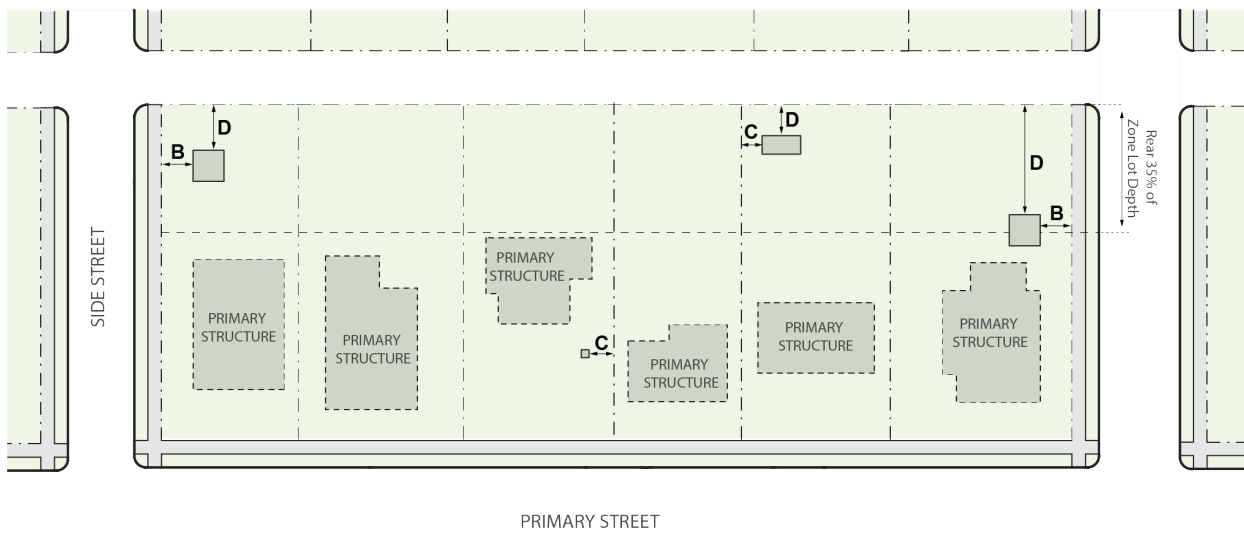 D
B
C
D
D
B
Rear 35% of
Zone Lot Depth
SIDE STREET
PRIMARY
STRUCTURE
PRIMARY
STRUCTURE
PRIMARY
STRUCTURE
C
PRIMARY
STRUCTURE
PRIMARY
STRUCTURE
PRIMARY
STRUCTURE
PRIMARY STREET